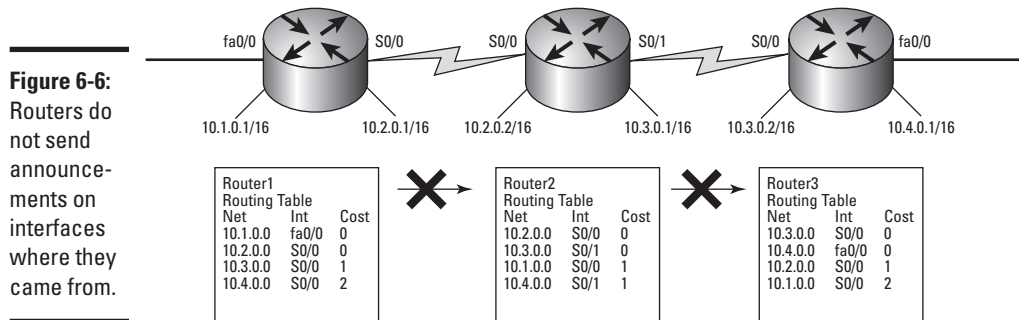 Figure 6-6:
Routers do
not send
announce-
ments on
interfaces
where they
came from.
fa0/0 S0/0 S0/0 S0/1 S0/0 fa0/0
10.1.0.1/16 10.2.0.1/16 10.2.0.2/16 10.3.0.1/16 10.3.0.2/16 10.4.0.1/16
Router1
Routing Table
Net Int Cost
10.1.0.0 fa0/0 0
10.2.0.0 S0/0 0
10.3.0.0 S0/0 1
10.4.0.0 S0/0 2
Router2
Routing Table
Net Int Cost
10.2.0.0 S0/0 0
10.3.0.0 S0/1 0
10.1.0.0 S0/0 1
10.4.0.0 S0/1 1
Router3
Routing Table
Net Int Cost
10.3.0.0 S0/0 0
10.4.0.0 fa0/0 0
10.2.0.0 S0/0 1
10.1.0.0 S0/0 2